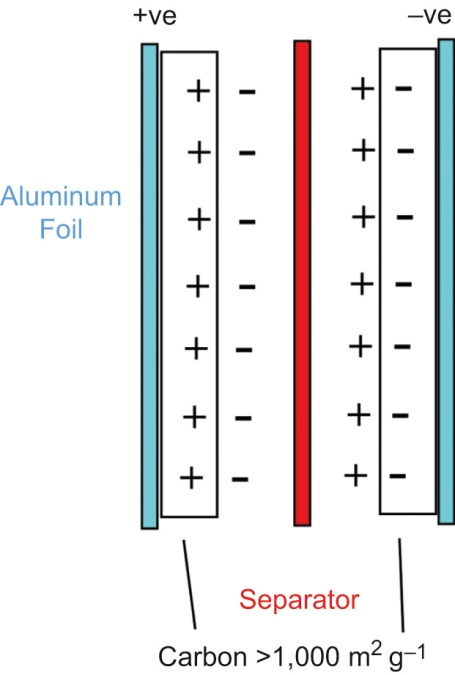 +ve
–ve
Aluminum
Foil
Separator
Carbon >1,000 m² g⁻¹